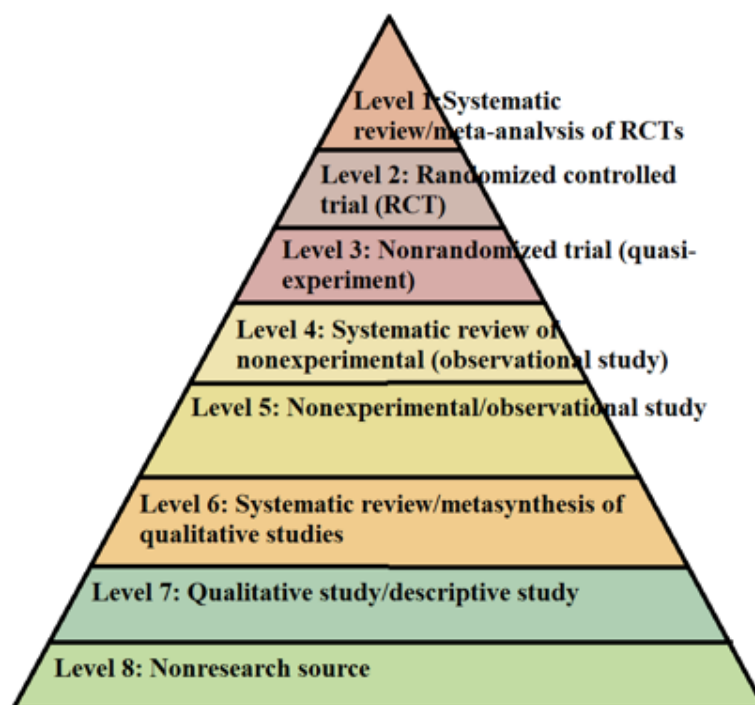 Level 1:Systematic
review/meta-analysis of RCTs
Level 2: Randomized controlled
trial (RCT)
Level 3: Nonrandomized trial (quasi-
experiment)
Level 4: Systematic review of
nonexperimental (observational study)
Level 5: Nonexperimental/observational study
Level 6: Systematic review/metasynthesis of
qualitative studies
Level 7: Qualitative study/descriptive study
Level 8: Nonresearch source